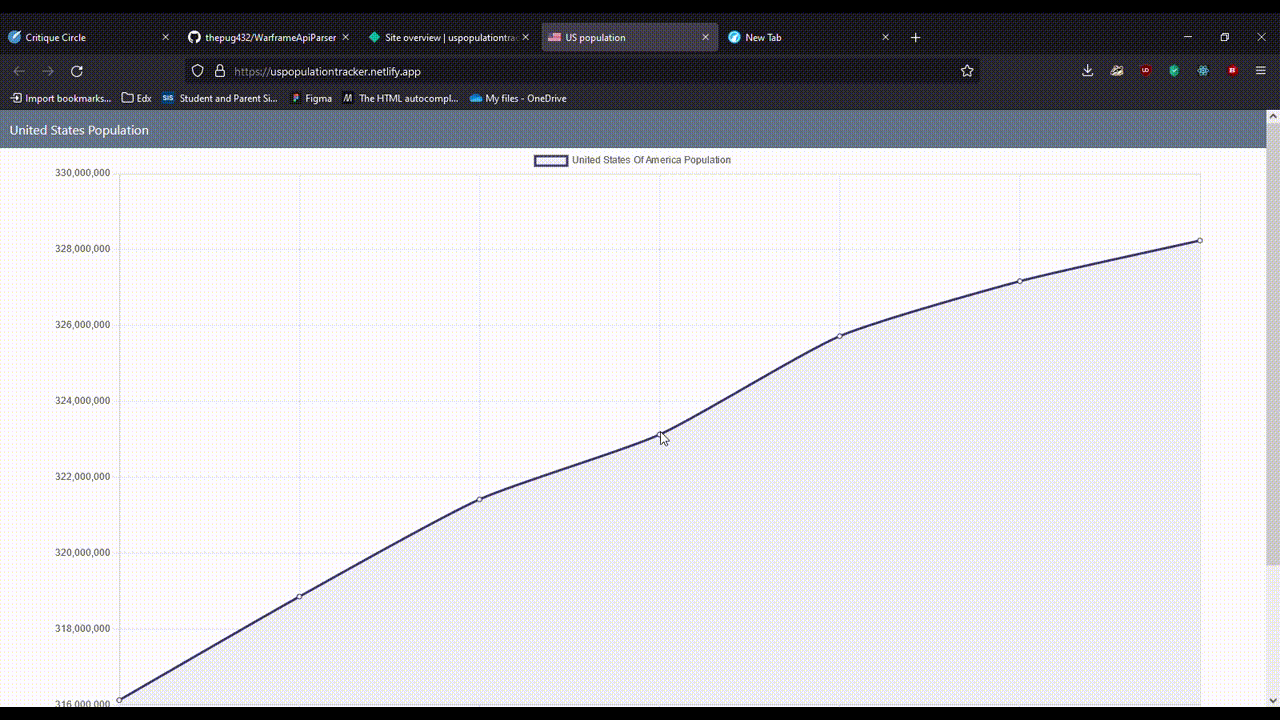 Critique Circle
thepug432/WarframeApiParser
Site overview | uspopulationtrac
US population
New Tab
https://uspopulationtracker.netlify.app
Import bookmarks...
Edx
SIS
Student and Parent Si...
Figma
M
The HTML autocompl...
My files - OneDrive
United States Population
United States Of America Population
330,000,000
328,000,000
326,000,000
324,000,000
322,000,000
320,000,000
318,000,000
316,000,000